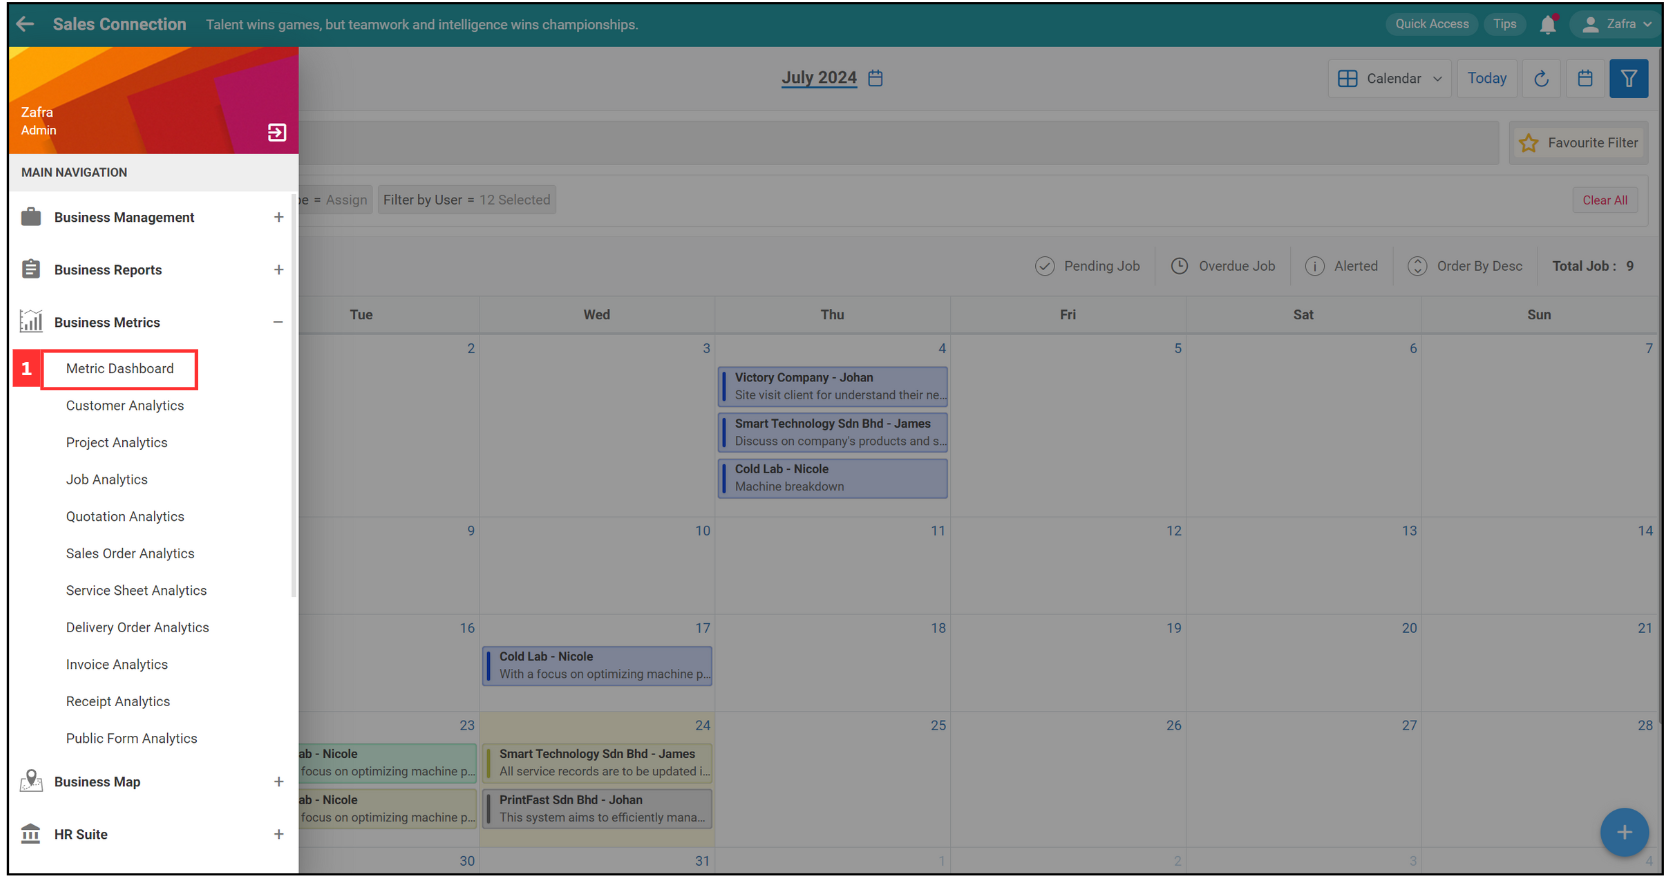 Sales Connection Talent wins games, but teamwork and intelligence wins championships. Quick Access Tips Zafra
Zafra
Admin
MAIN NAVIGATION
Business Management +
Business Reports +
Business Metrics −
1 Metric Dashboard
Customer Analytics
Project Analytics
Job Analytics
Quotation Analytics
Sales Order Analytics
Service Sheet Analytics
Delivery Order Analytics
Invoice Analytics
Receipt Analytics
Public Form Analytics
Business Map +
HR Suite +
July 2024 Calendar Today
Favourite Filter
= Assign Filter by User = 12 Selected Clear All
Pending Job Overdue Job Alerted Order By Desc Total Job : 9
Tue Wed Thu Fri Sat Sun
2 3 4 5 6 7
Victory Company - Johan
Site visit client for understand their ne...
Smart Technology Sdn Bhd - James
Discuss on company's products and s...
Cold Lab - Nicole
Machine breakdown
9 10 11 12 13 14
16 17 18 19 20 21
Cold Lab - Nicole
With a focus on optimizing machine p...
23 24 25 26 27 28
ab - Nicole
focus on optimizing machine p...
ab - Nicole
focus on optimizing machine p...
Smart Technology Sdn Bhd - James
All service records are to be updated i...
PrintFast Sdn Bhd - Johan
This system aims to efficiently mana...
30 31 1 2 3 4
+